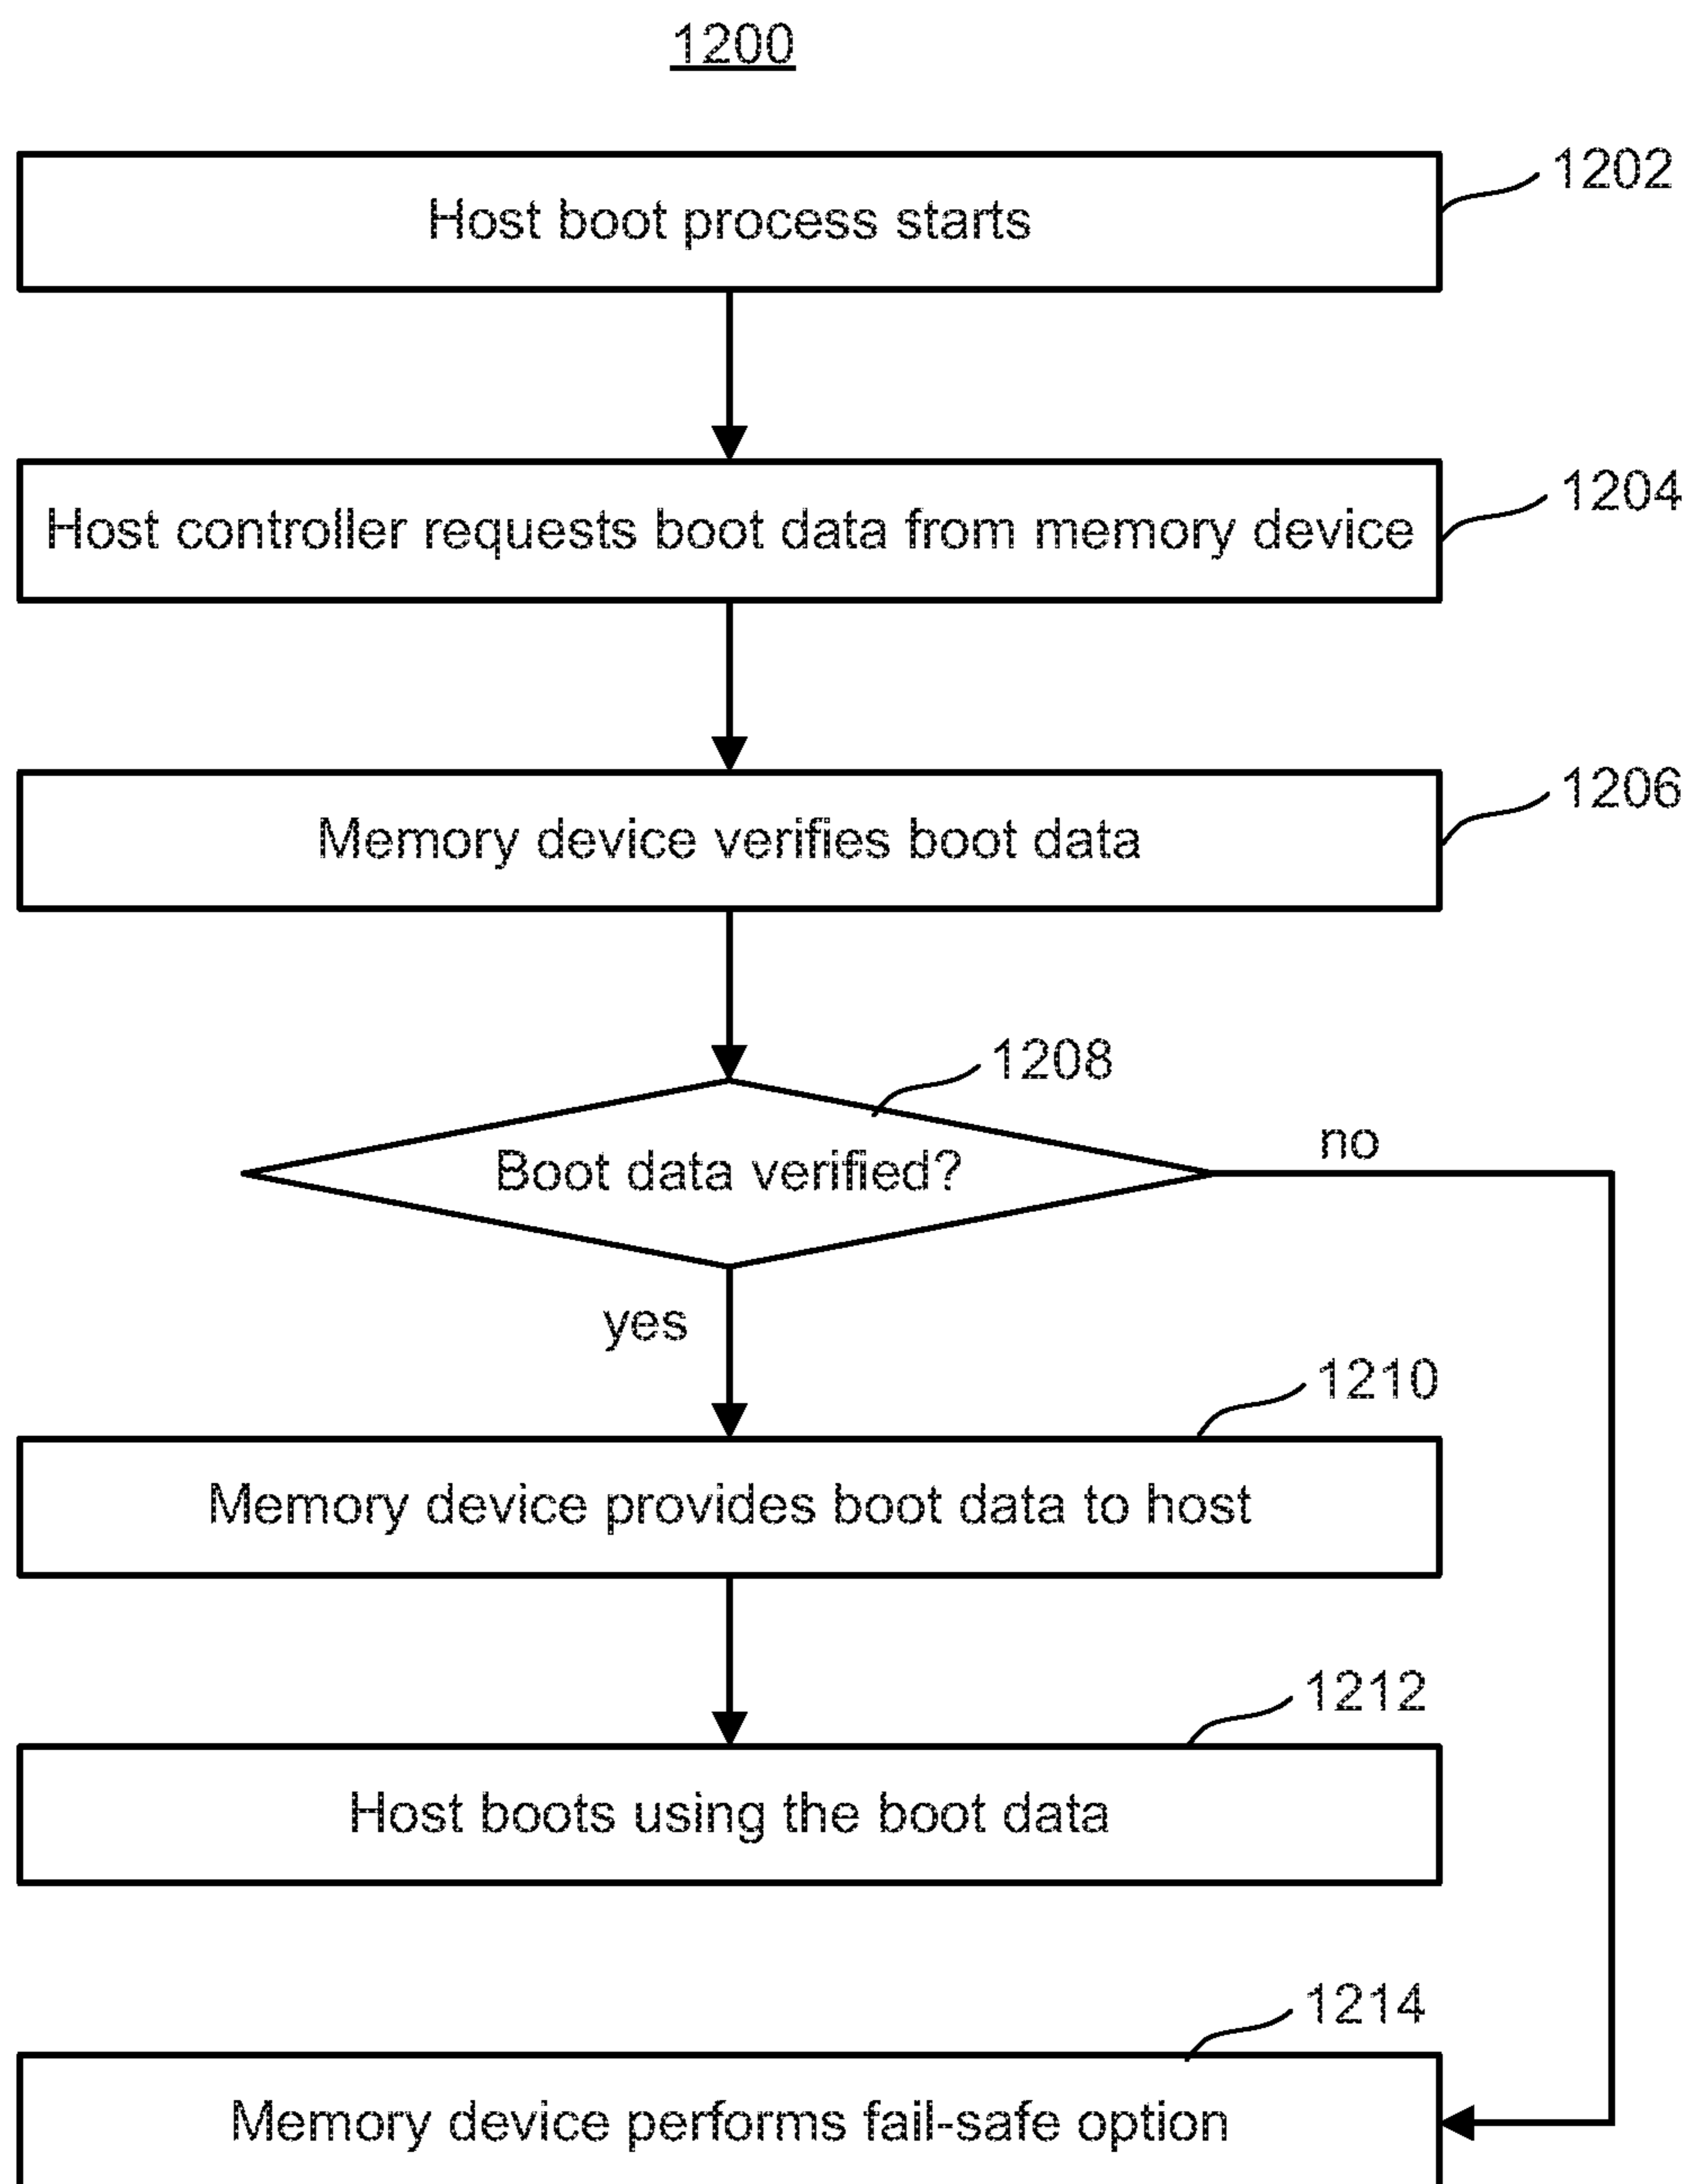 1200
Host boot process starts
1202
Host controller requests boot data from memory device
1204
Memory device verifies boot data
1206
1208
Boot data verified?
no
yes
1210
Memory device provides boot data to host
1212
Host boots using the boot data
1214
Memory device performs fail-safe option